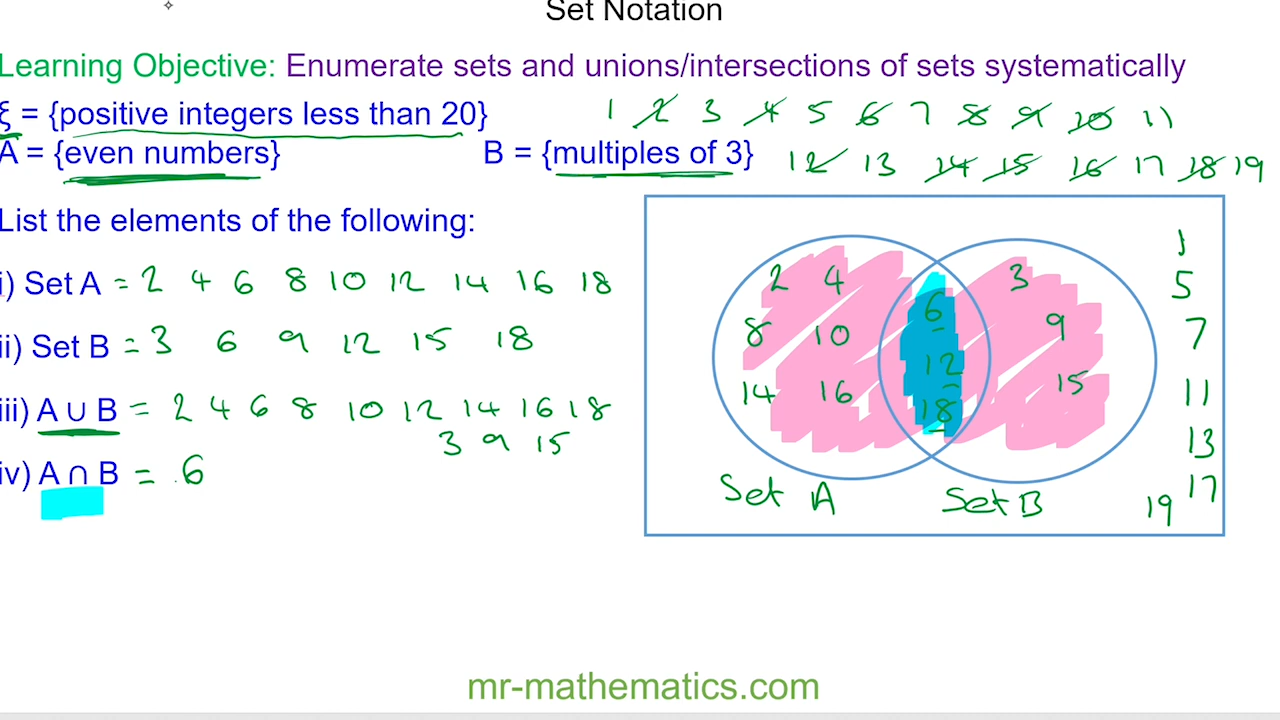 Set Notation
Learning Objective: Enumerate sets and unions/intersections of sets systematically
ξ = {positive integers less than 20}
1 2 3 4 5 6 7 8 9 10 11
A = {even numbers} B = {multiples of 3}
12 13 14 15 16 17 18 19
List the elements of the following:
i) Set A = 2 4 6 8 10 12 14 16 18
ii) Set B = 3 6 9 12 15 18
iii) A ∪ B = 2 4 6 8 10 12 14 16 18
3 9 15
iv) A ∩ B = 6
1
2 4 6 3 5
8 10 9 7
12
14 16 18 15 11
13
Set A Set B 17
19
mr-mathematics.com